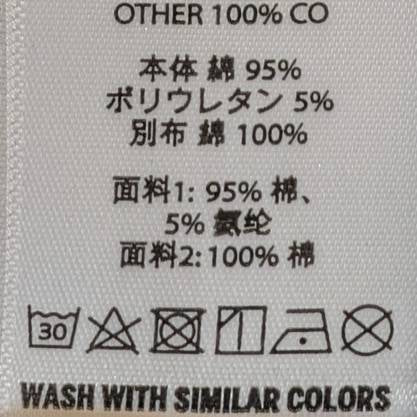 OTHER 100% CO
本体 綿 95%
ポリウレタン 5%
別布 綿 100%
面料1: 95% 棉、
5% 氨纶
面料2: 100% 棉
30
WASH WITH SIMILAR COLORS